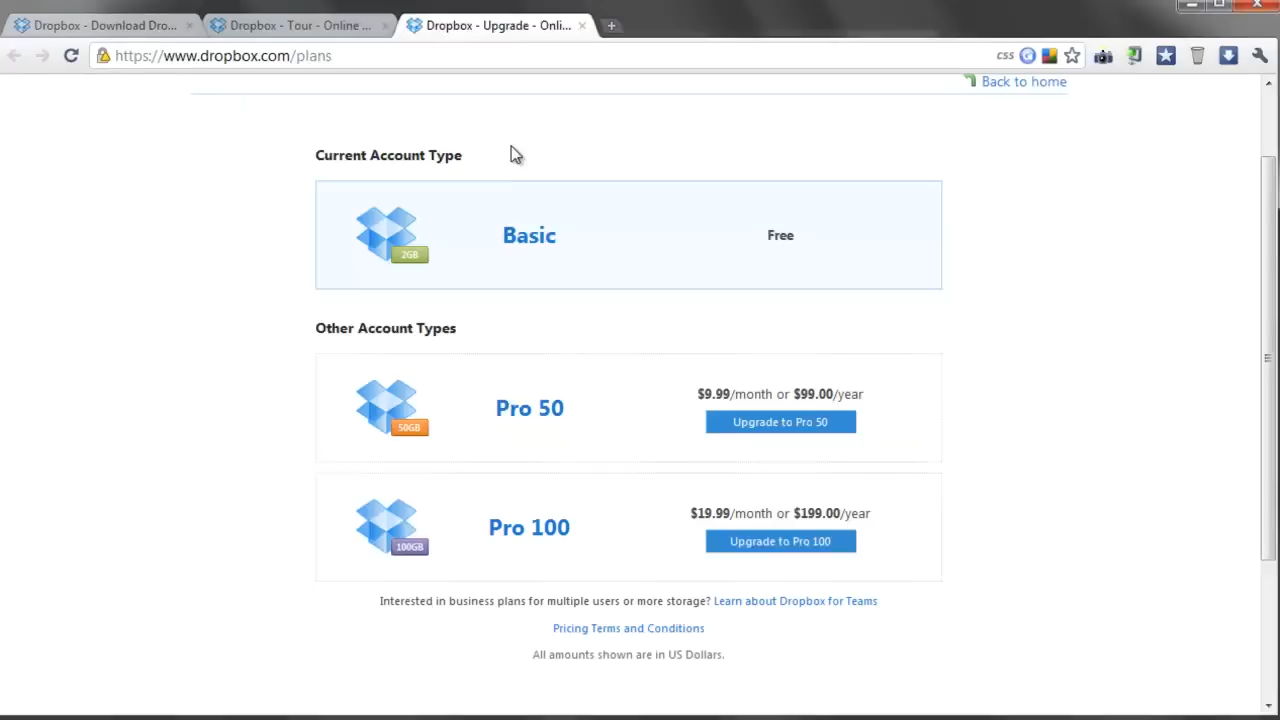 Dropbox - Download Dro...
Dropbox - Tour - Online ...
Dropbox - Upgrade - Onli...
https://www.dropbox.com/plans
css
Back to home
Current Account Type
2GB
Basic
Free
Other Account Types
50GB
Pro 50
$9.99/month or $99.00/year
Upgrade to Pro 50
100GB
Pro 100
$19.99/month or $199.00/year
Upgrade to Pro 100
Interested in business plans for multiple users or more storage? Learn about Dropbox for Teams
Pricing Terms and Conditions
All amounts shown are in US Dollars.